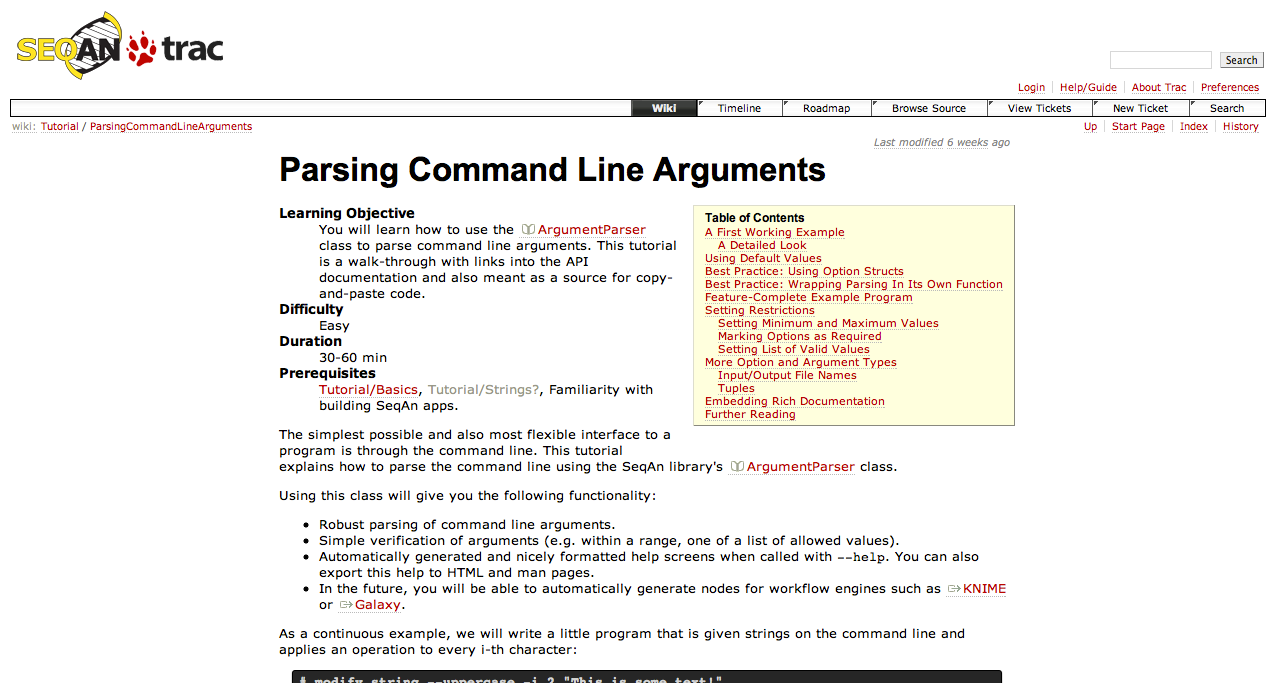 SEQAN trac
Search
Login Help/Guide About Trac Preferences
Wiki Timeline Roadmap Browse Source View Tickets New Ticket Search
wiki: Tutorial / ParsingCommandLineArguments
Up Start Page Index History
Last modified 6 weeks ago
Parsing Command Line Arguments
Learning Objective
You will learn how to use the ArgumentParser
class to parse command line arguments. This tutorial
is a walk-through with links into the API
documentation and also meant as a source for copy-
and-paste code.
Difficulty
Easy
Duration
30-60 min
Prerequisites
Tutorial/Basics, Tutorial/Strings?, Familiarity with
building SeqAn apps.
Table of Contents
A First Working Example
A Detailed Look
Using Default Values
Best Practice: Using Option Structs
Best Practice: Wrapping Parsing In Its Own Function
Feature-Complete Example Program
Setting Restrictions
Setting Minimum and Maximum Values
Marking Options as Required
Setting List of Valid Values
More Option and Argument Types
Input/Output File Names
Tuples
Embedding Rich Documentation
Further Reading
The simplest possible and also most flexible interface to a
program is through the command line. This tutorial
explains how to parse the command line using the SeqAn library's ArgumentParser class.
Using this class will give you the following functionality:
• Robust parsing of command line arguments.
• Simple verification of arguments (e.g. within a range, one of a list of allowed values).
• Automatically generated and nicely formatted help screens when called with --help. You can also
export this help to HTML and man pages.
• In the future, you will be able to automatically generate nodes for workflow engines such as KNIME
or Galaxy.
As a continuous example, we will write a little program that is given strings on the command line and
applies an operation to every i-th character:
# modify_string --uppercase -i 2 "This is some text!"